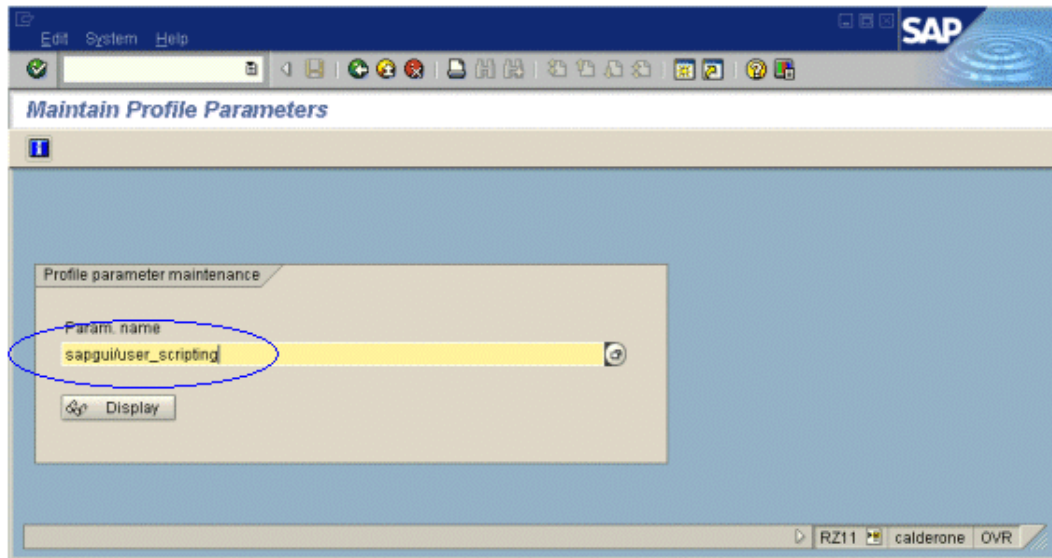 Edit System Help
SAP
Maintain Profile Parameters
Profile parameter maintenance
Param. name
sapgui/user_scripting
Display
RZ11 calderone OVR